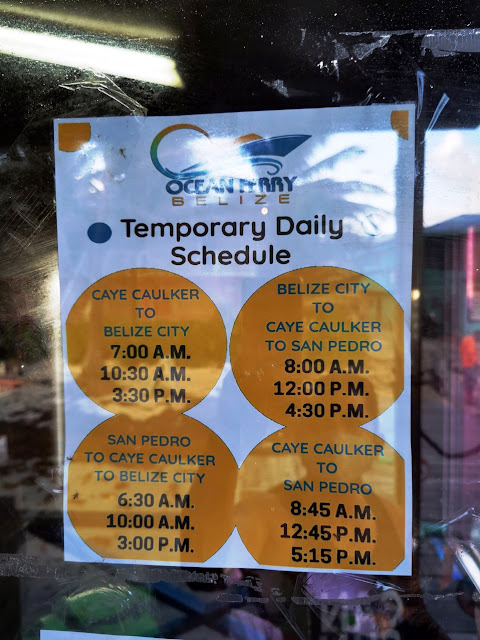 OCEAN FERRY
BELIZE
Temporary Daily
Schedule
CAYE CAULKER
TO
BELIZE CITY
7:00 A.M.
10:30 A.M.
3:30 P.M.
BELIZE CITY
TO
CAYE CAULKER
TO SAN PEDRO
8:00 A.M.
12:00 P.M.
4:30 P.M.
SAN PEDRO
TO CAYE CAULKER
TO BELIZE CITY
6:30 A.M.
10:00 A.M.
3:00 P.M.
CAYE CAULKER
TO
SAN PEDRO
8:45 A.M.
12:45 P.M.
5:15 P.M.